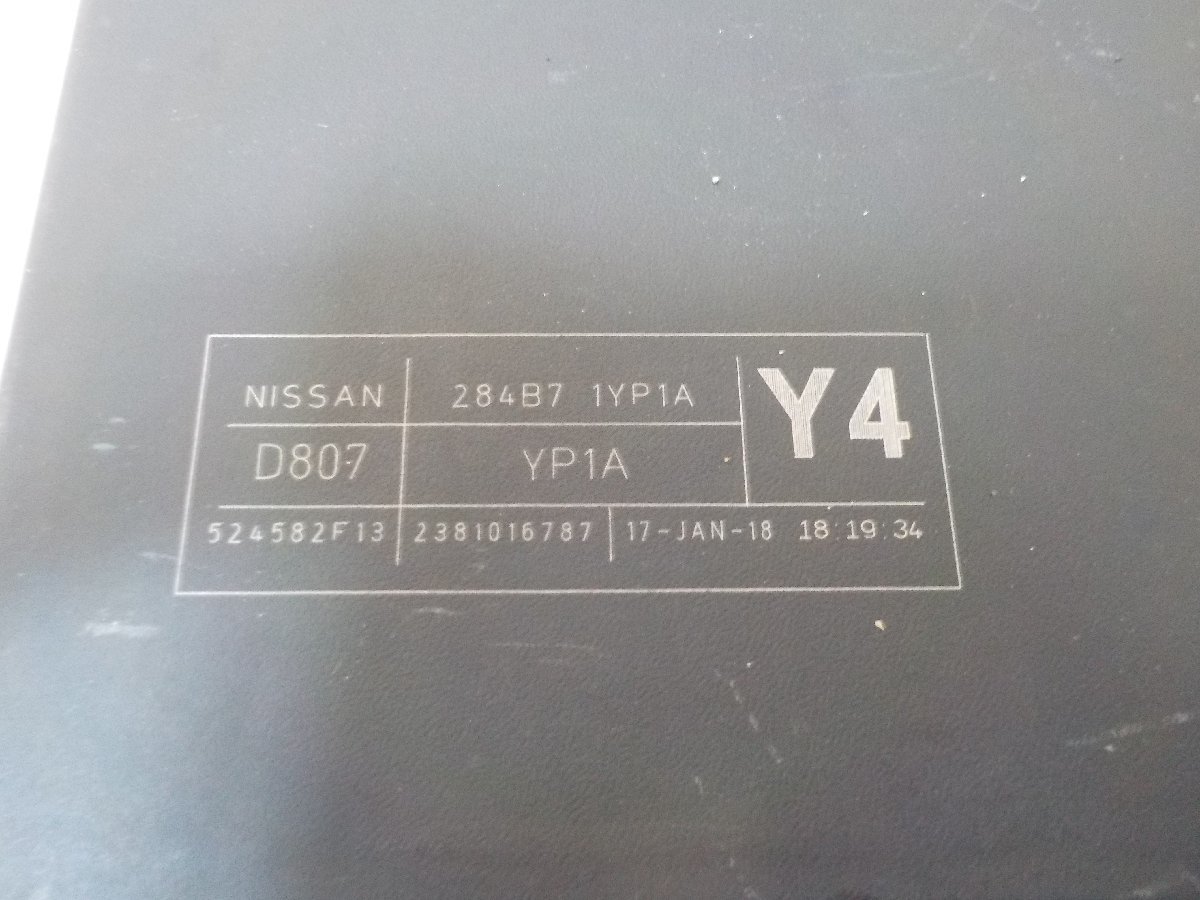 NISSAN 284B7 1YP1A Y4
D807 YP1A
524582F13 2381016787 17-JAN-18 18:19:34